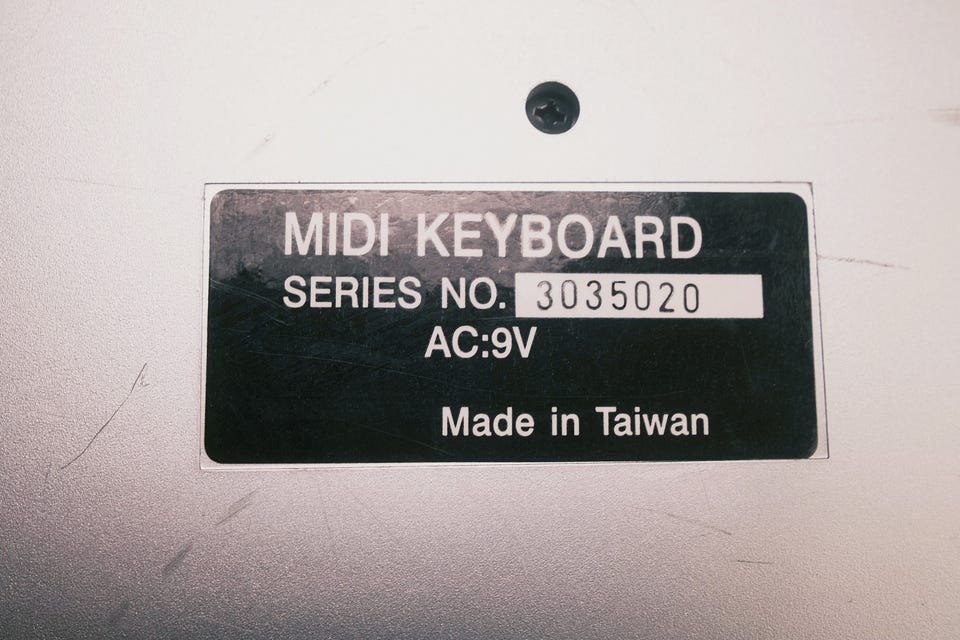 MIDI KEYBOARD
SERIES NO. 3035020
AC:9V
Made in Taiwan